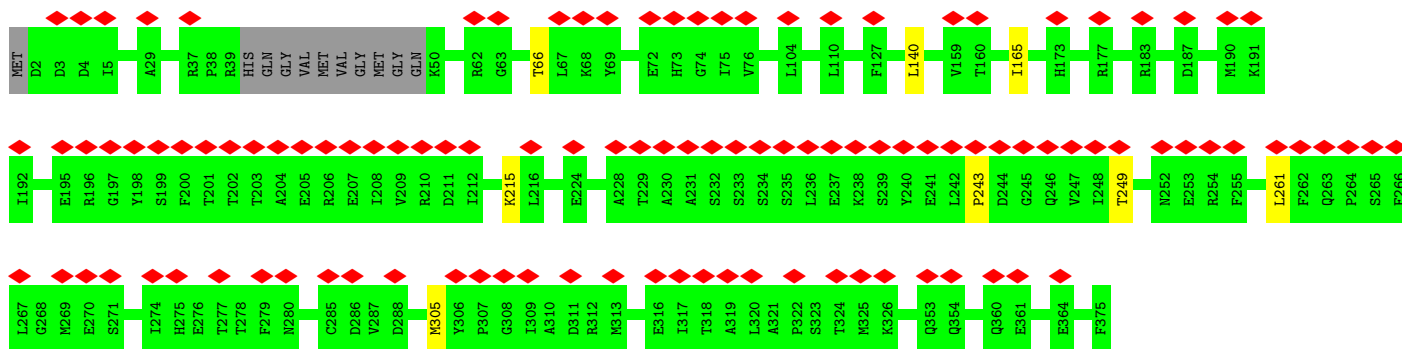 MET D2 D3 D4 I5 A29 R37 P38 R39 HIS GLN GLY VAL MET VAL GLY MET GLY GLN K50 R62 G63 T66 L67 K68 Y69 E72 H73 G74 I75 V76 L104 L110 F127 L140 V159 T160 I165 H173 R177 R183 D187 M190 K191
I192 E195 R196 G197 Y198 S199 F200 T201 T202 T203 A204 E205 R206 E207 I208 V209 R210 D211 I212 K215 L216 E224 A228 T229 A230 A231 S232 S233 S234 S235 L236 E237 K238 S239 Y240 E241 L242 P243 D244 G245 Q246 V247 I248 T249 N252 E253 R254 F255 L261 F262 Q263 P264 S265 F266
L267 G268 M269 E270 S271 I274 H275 E276 T277 T278 F279 N280 C285 D286 V287 D288 M305 Y306 P307 G308 I309 A310 D311 R312 M313 E316 I317 T318 A319 L320 A321 P322 S323 T324 M325 K326 Q353 Q354 Q360 E361 E364 F375